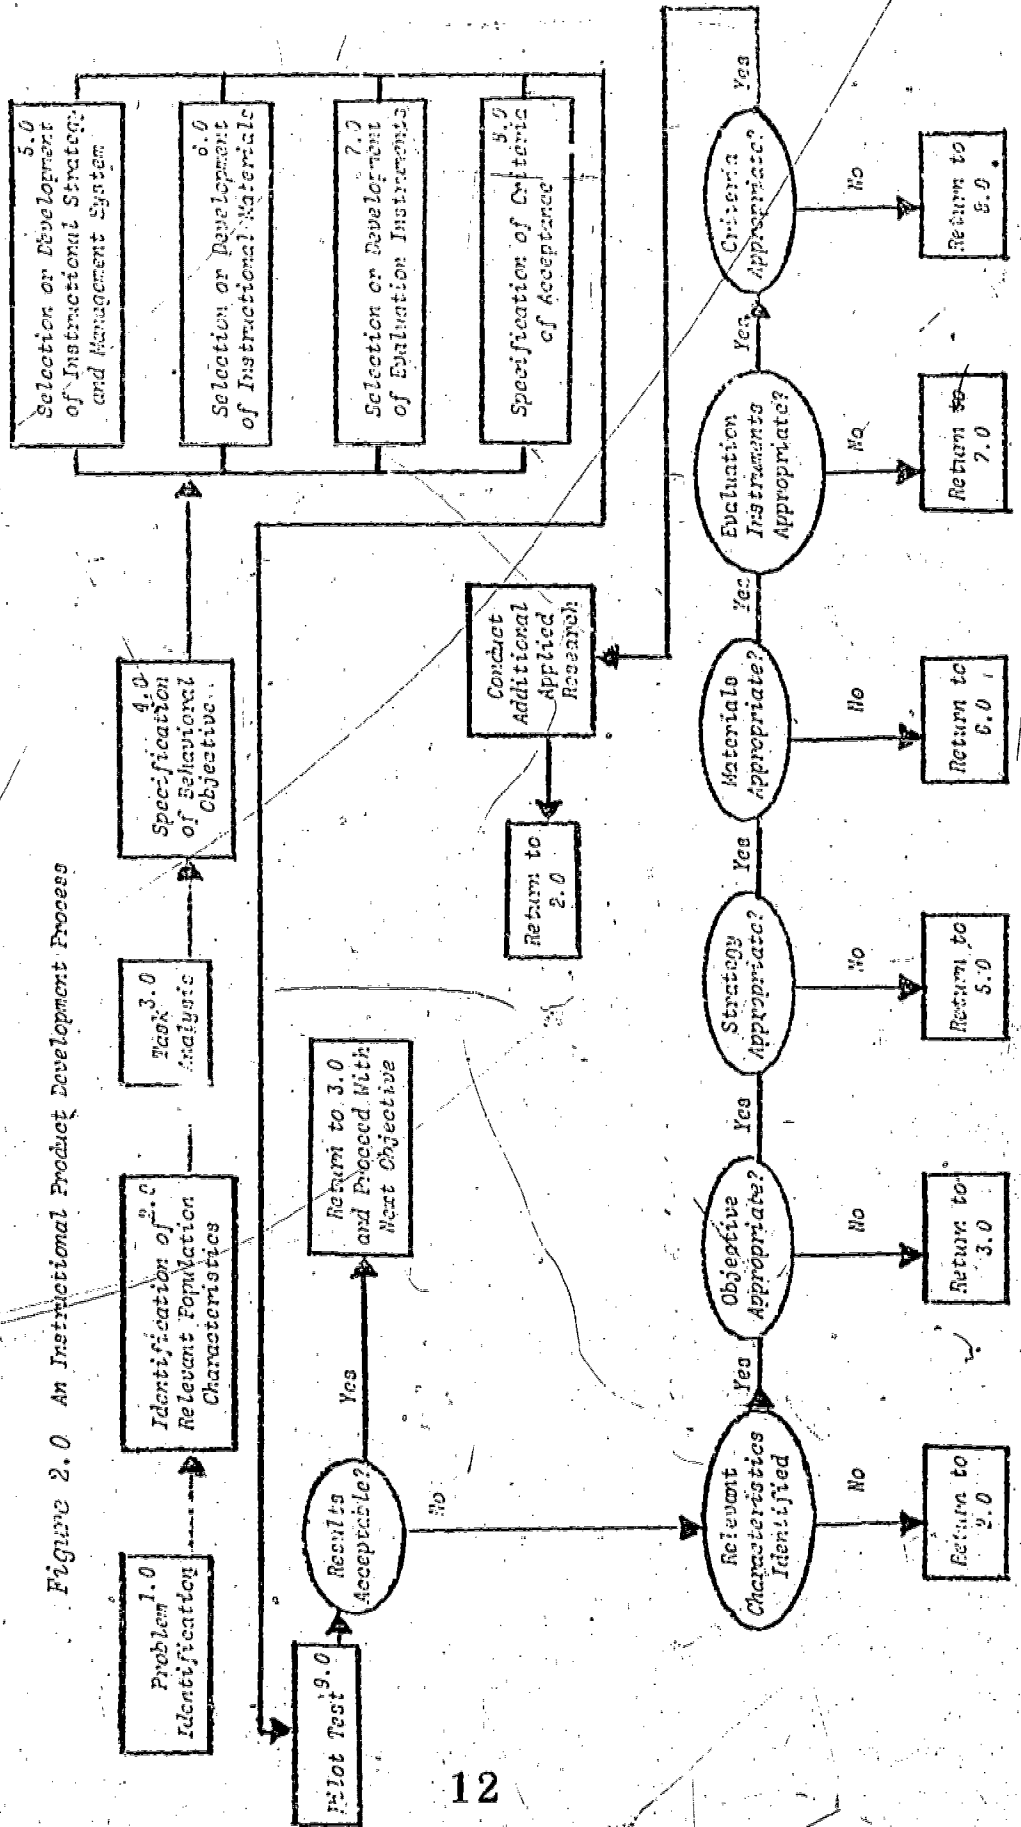 Figure 2.0 An Instructional Product Development Process
1.0
Problem
Identification
2.0
Identification of
Relevant Population
Characteristics
3.0
Task
Analysis
4.0
Specification
of Behavioral
Objective..
5.0
Selection or Development
of Instructional Strategy
and Management System
6.0
Selection or Development
of Instructional Materials
7.0
Selection or Development
of Evaluation Instruments
8.0
Specification of Criteria
of Acceptance
Pilot Test 9.0
Results
Acceptable?
Yes
Return to 3.0
and Proceed With
Next Objective
No
Conduct
Additional
Applied
Research
Return to
2.0
Relevant
Characteristics
Identified
Yes
Objective
Appropriate?
Yes
Strategy
Appropriate?
Yes
Materials
Appropriate?
Yes
Evaluation
Instruments
Appropriate?
Yes
Criteria
Appropriate?
Yes
No
No
No
No
No
No
Return to
2.0
Return to
3.0
Return to
5.0
Return to
6.0
Return to
7.0
Return to
8.0
12